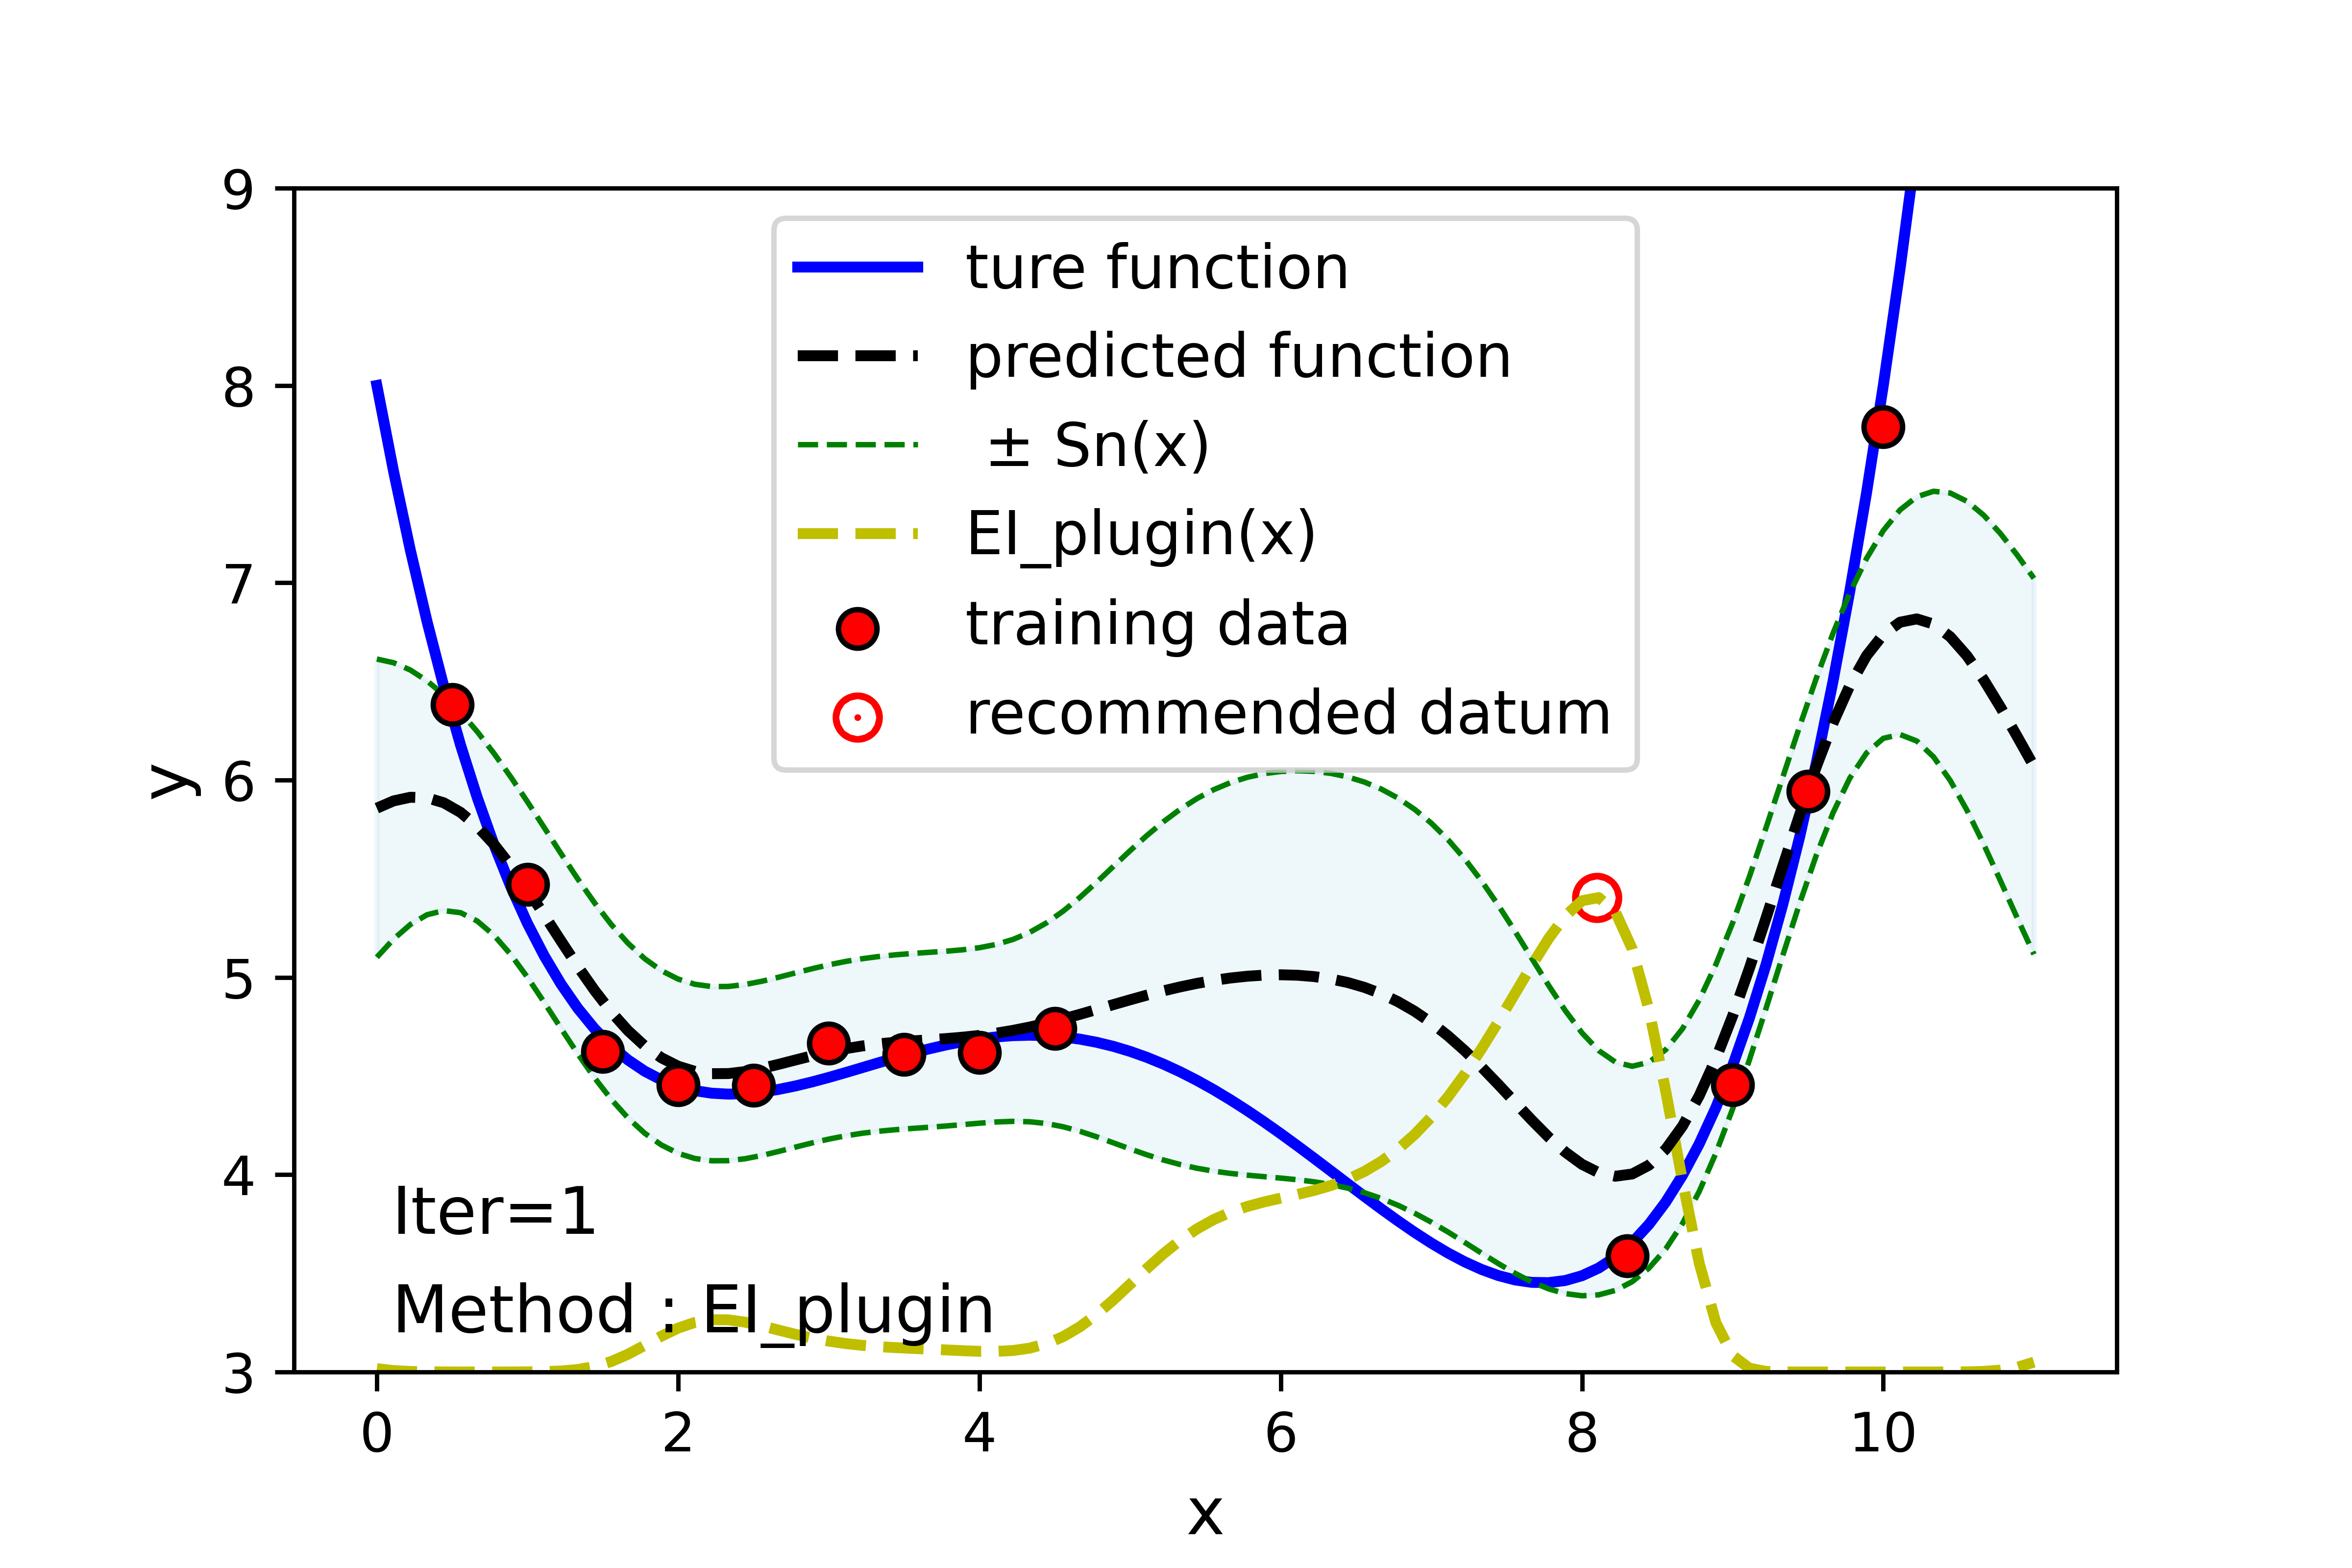 9
8
7
6
5
4
3
y
ture function
predicted function
± Sn(x)
EI_plugin(x)
training data
recommended datum
Iter=1
Method : EI_plugin
0 2 4 6 8 10
x